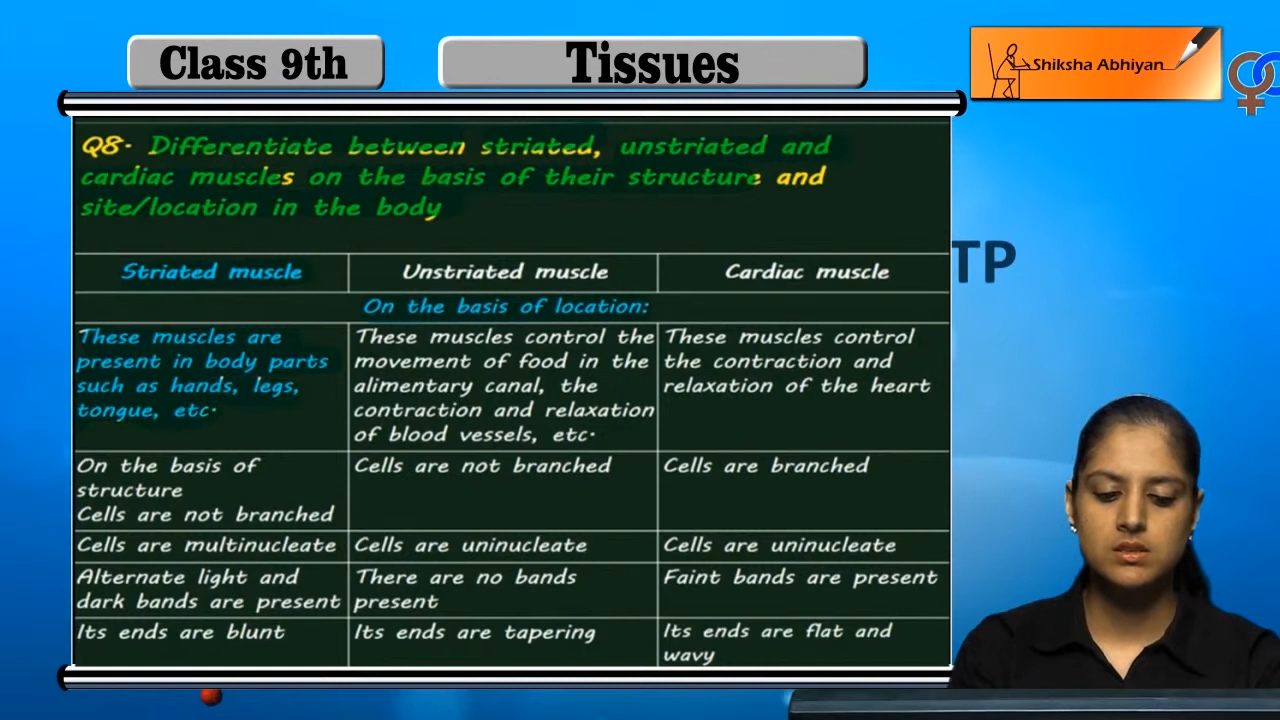 Class 9th
Tissues
Shiksha Abhiyan
Q8. Differentiate between striated, unstriated and
cardiac muscles on the basis of their structure and
site/location in the body
TP
Striated muscle
Unstriated muscle
Cardiac muscle
On the basis of location:
These muscles are
present in body parts
such as hands, legs,
tongue, etc.
These muscles control the
movement of food in the
alimentary canal, the
contraction and relaxation
of blood vessels, etc.
These muscles control
the contraction and
relaxation of the heart
On the basis of
structure
Cells are not branched
Cells are not branched
Cells are branched
Cells are multinucleate
Cells are uninucleate
Cells are uninucleate
Alternate light and
dark bands are present
There are no bands
present
Faint bands are present
Its ends are blunt
Its ends are tapering
Its ends are flat and
wavy